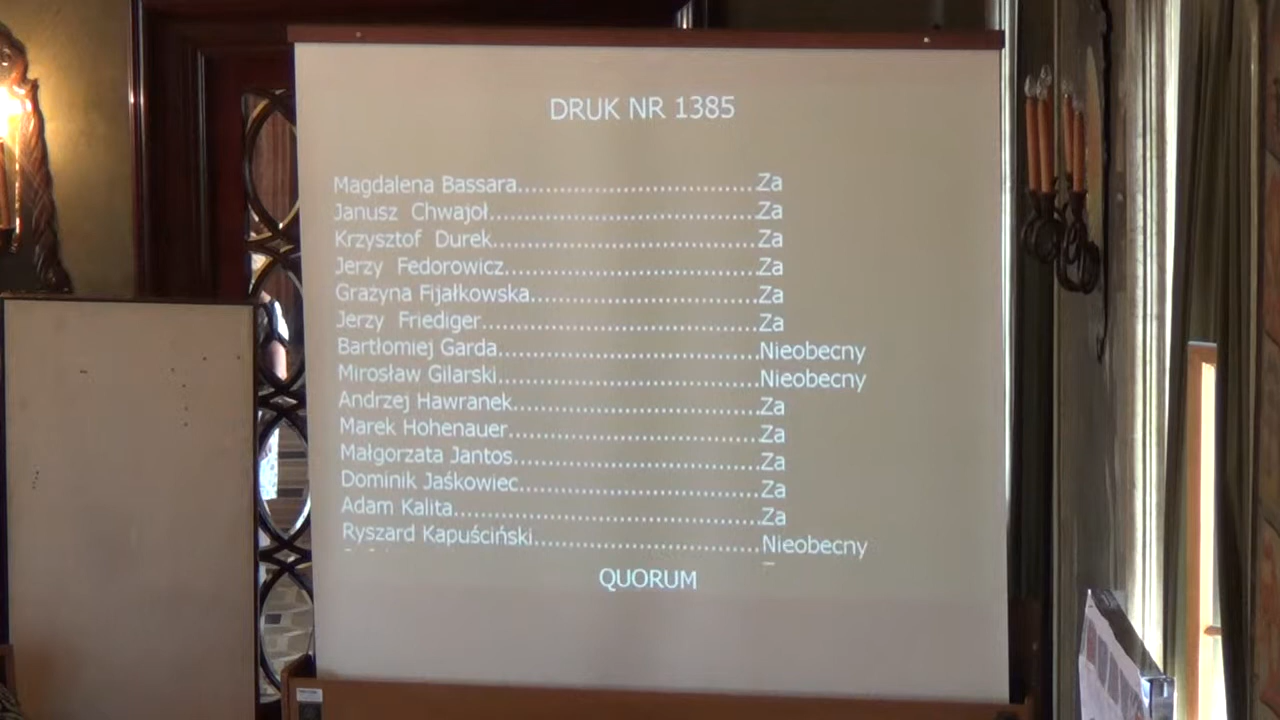 DRUK NR 1385
Magdalena Bassara..................................Za
Janusz Chwajoł.......................................Za
Krzysztof Durek......................................Za
Jerzy Fedorowicz.....................................Za
Grażyna Fijałkowska.................................Za
Jerzy Friediger........................................Za
Bartłomiej Garda......................................Nieobecny
Mirosław Gilarski......................................Nieobecny
Andrzej Hawranek....................................Za
Marek Hohenauer.....................................Za
Małgorzata Jantos....................................Za
Dominik Jaśkowiec...................................Za
Adam Kalita.............................................Za
Ryszard Kapuściński.................................Nieobecny
QUORUM